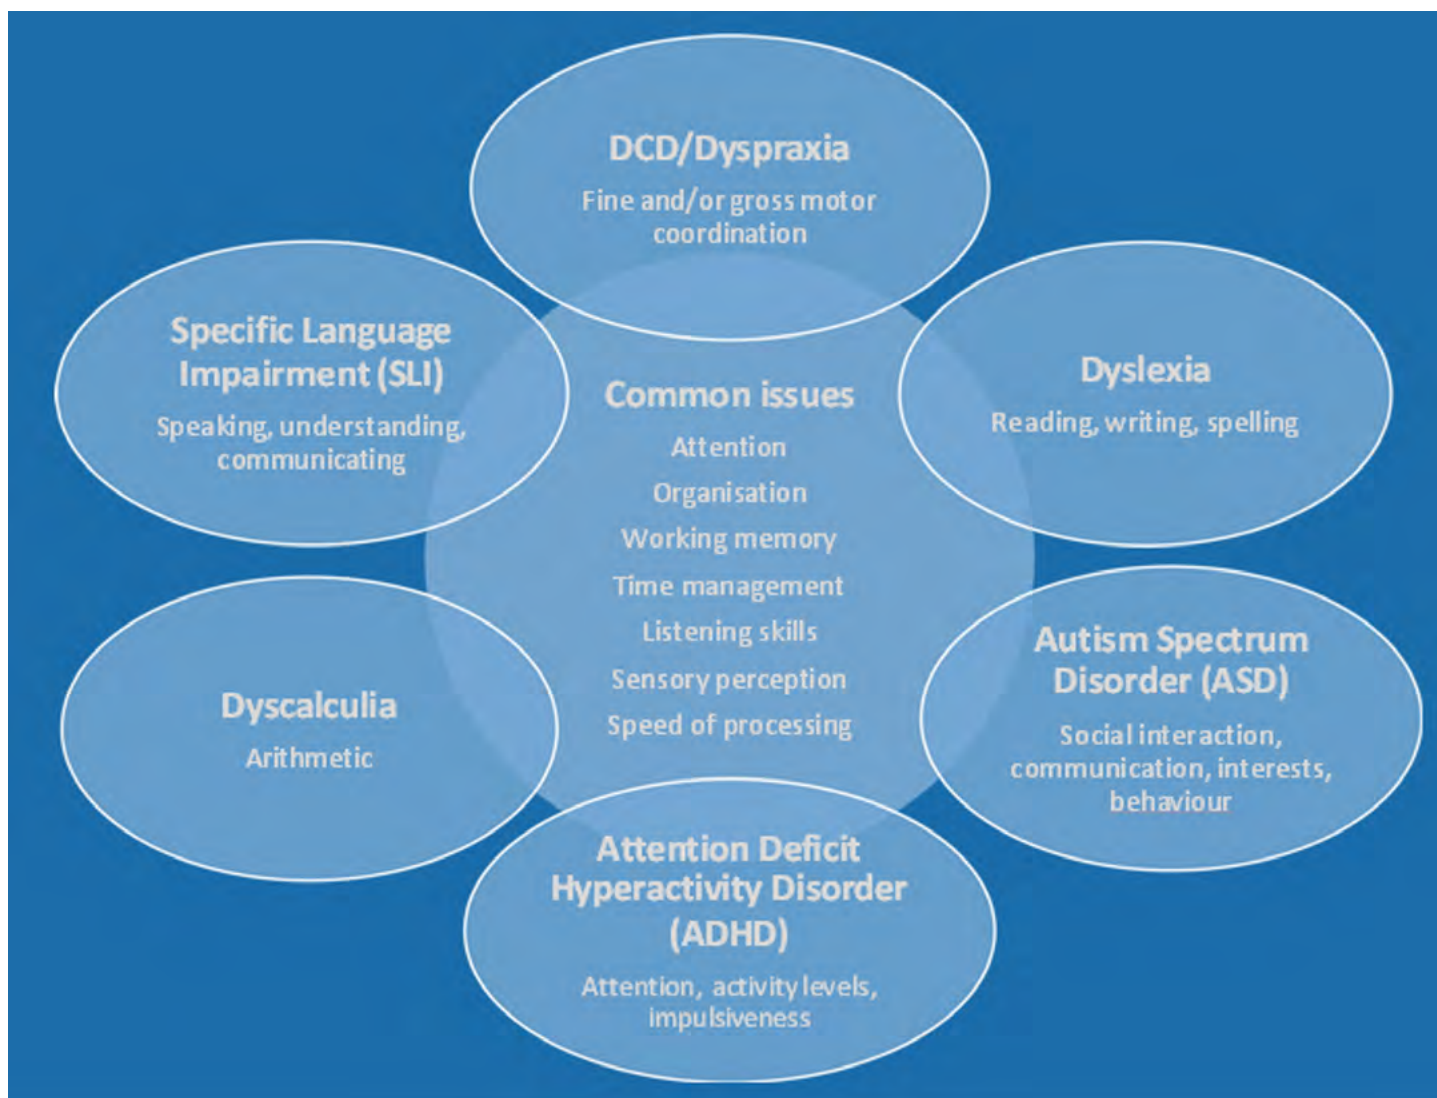 DCD/Dyspraxia
Fine and/or gross motor
coordination
Specific Language
Impairment (SLI)
Speaking, understanding,
communicating
Dyslexia
Reading, writing, spelling
Common issues
Attention
Organisation
Working memory
Time management
Listening skills
Sensory perception
Speed of processing
Dyscalculia
Arithmetic
Autism Spectrum
Disorder (ASD)
Social interaction,
communication, interests,
behaviour
Attention Deficit
Hyperactivity Disorder
(ADHD)
Attention, activity levels,
impulsiveness